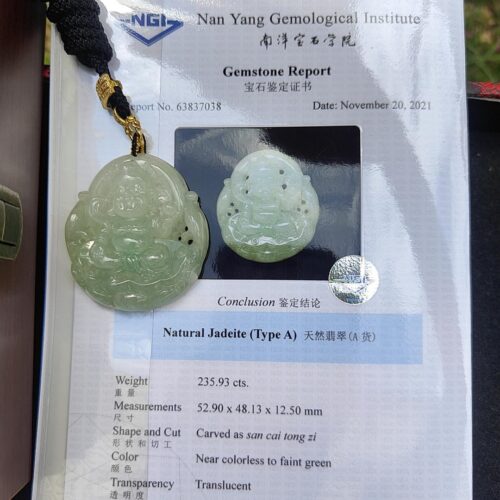 NGI Nan Yang Gemological Institute
南洋宝石学院
Gemstone Report
宝石鉴定证书
Report No. 63837038 Date: November 20, 2021
Conclusion 鉴定结论
Natural Jadeite (Type A) 天然翡翠(A 货)
Weight 235.93 cts.
重量
Measurements 52.90 x 48.13 x 12.50 mm
尺寸
Shape and Cut Carved as san cai tong zi
形状和切工
Color Near colorless to faint green
颜色
Transparency Translucent
透明度